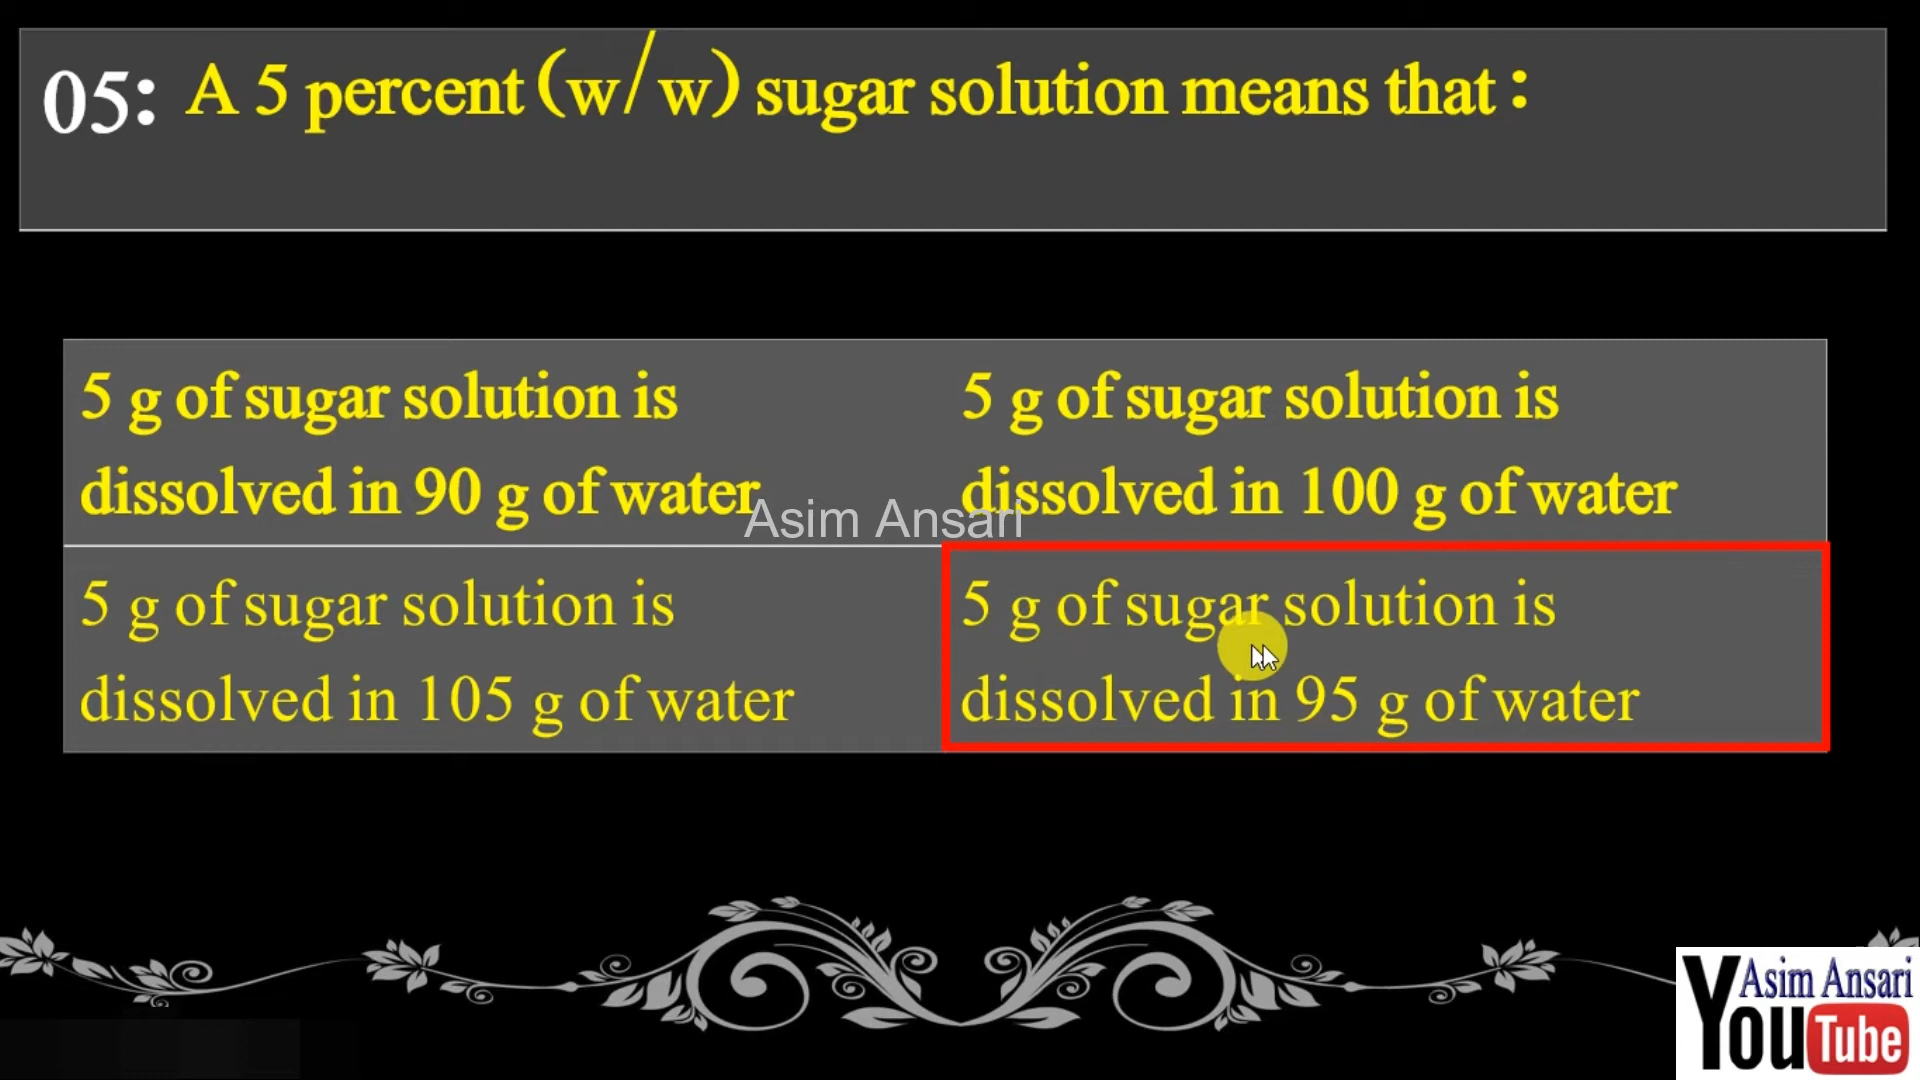 05: A 5 percent (w/w) sugar solution means that :
5 g of sugar solution is
dissolved in 90 g of water
5 g of sugar solution is
dissolved in 100 g of water
Asim Ansari
5 g of sugar solution is
dissolved in 105 g of water
5 g of sugar solution is
dissolved in 95 g of water
Asim Ansari
YouTube